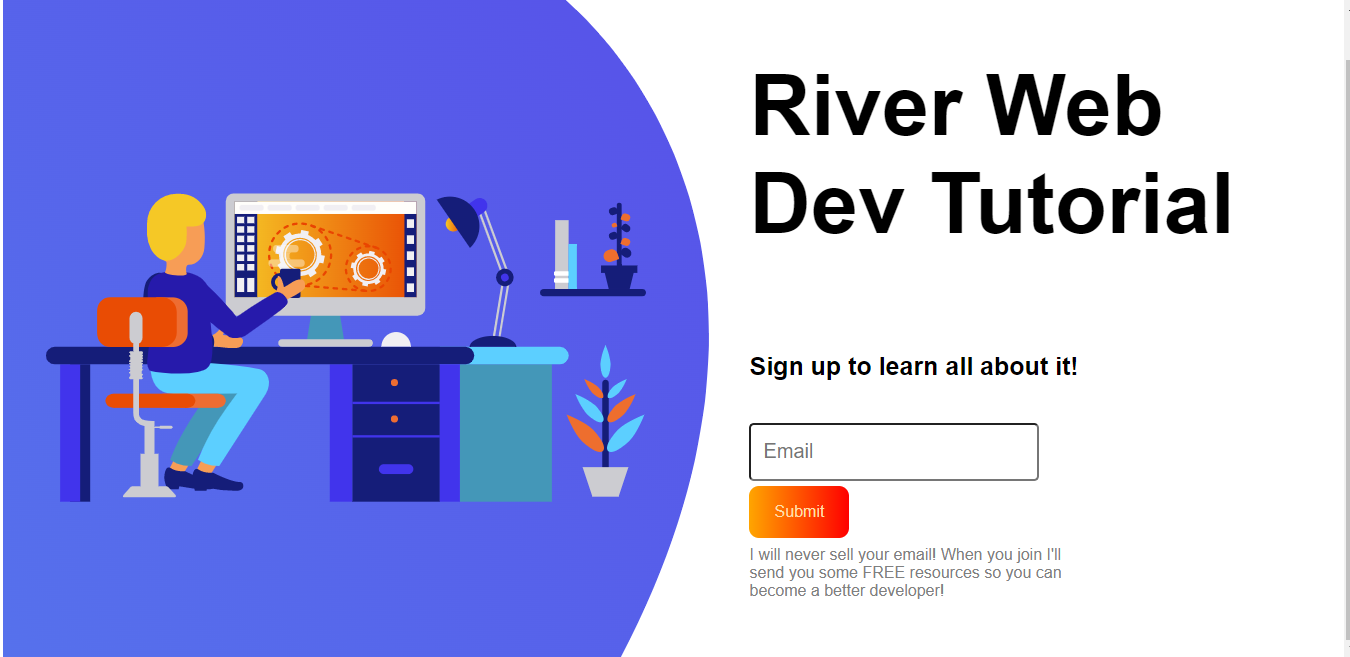 River Web
Dev Tutorial
Sign up to learn all about it!
Email
Submit
I will never sell your email! When you join I'll
send you some FREE resources so you can
become a better developer!